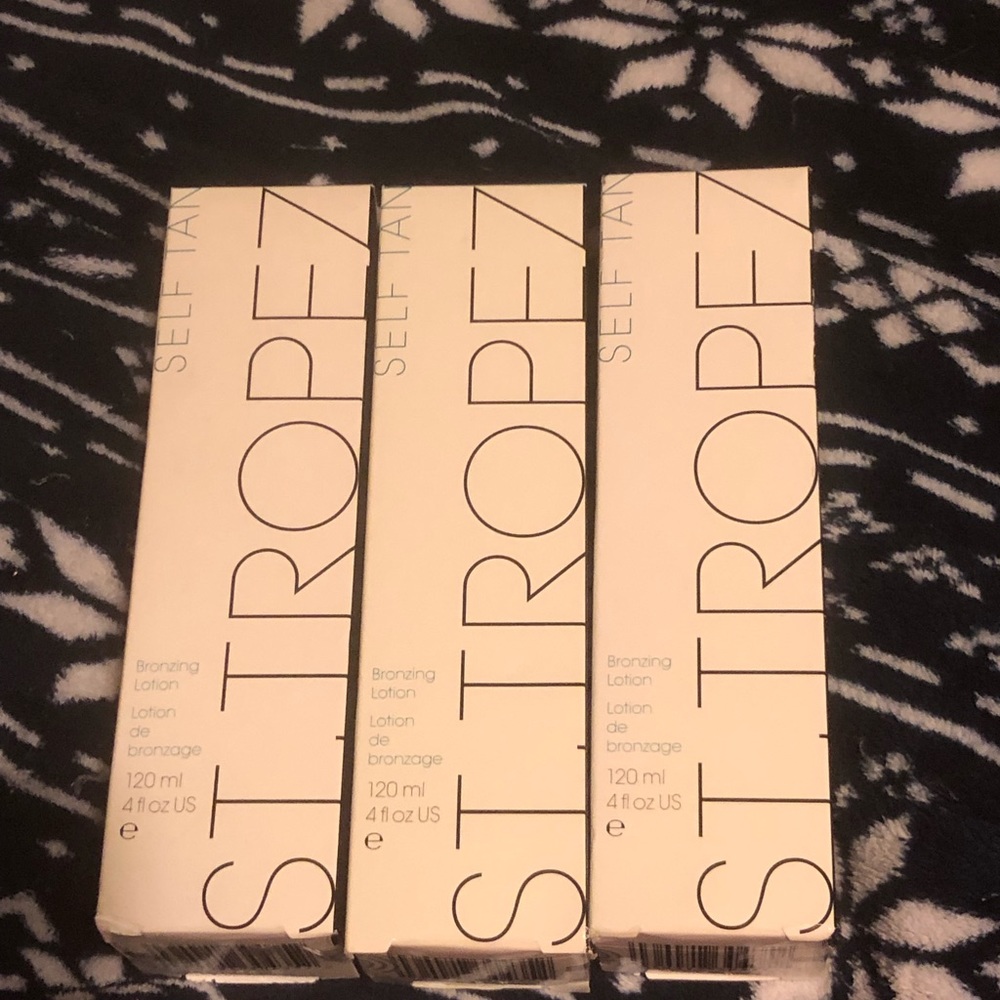 SELF TAN
ST.TROPEZ
Bronzing
Lotion
Lotion
de
bronzage
120 ml
4 fl oz US
e
SELF TAN
ST.TROPEZ
Bronzing
Lotion
Lotion
de
bronzage
120 ml
4 fl oz US
e
SELF TAN
ST.TROPEZ
Bronzing
Lotion
Lotion
de
bronzage
120 ml
4 fl oz US
e